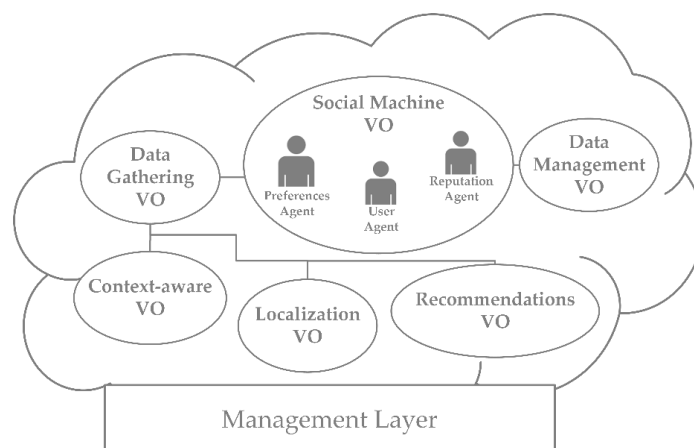 Social Machine
VO
Preferences
Agent
User
Agent
Reputation
Agent
Data
Gathering
VO
Data
Management
VO
Context-aware
VO
Localization
VO
Recommendations
VO
Management Layer